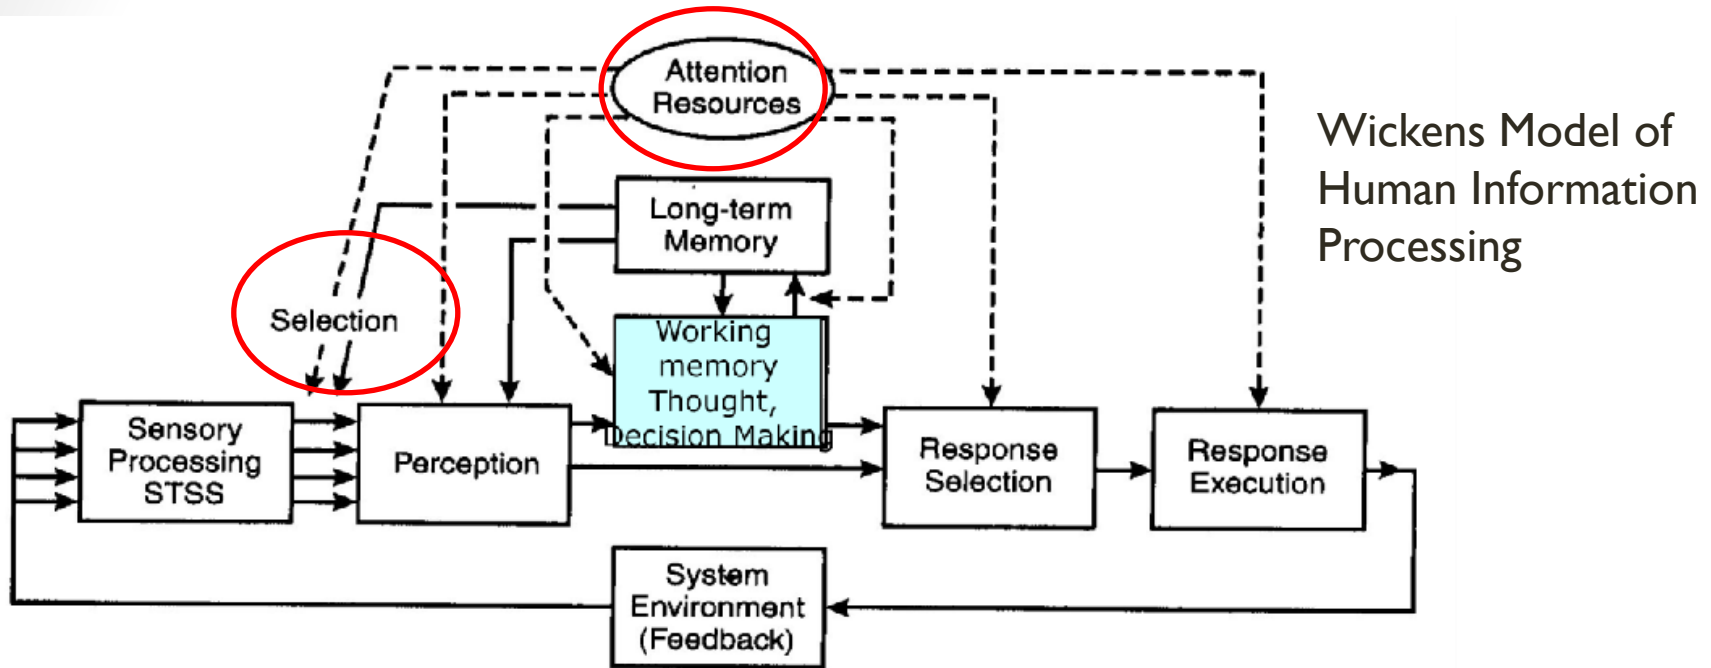 Attention
Resources
Wickens Model of
Human Information
Processing
Long-term
Memory
Selection
Working
memory
Thought,
Decision Making
Sensory
Processing
STSS
Perception
Response
Selection
Response
Execution
System
Environment
(Feedback)